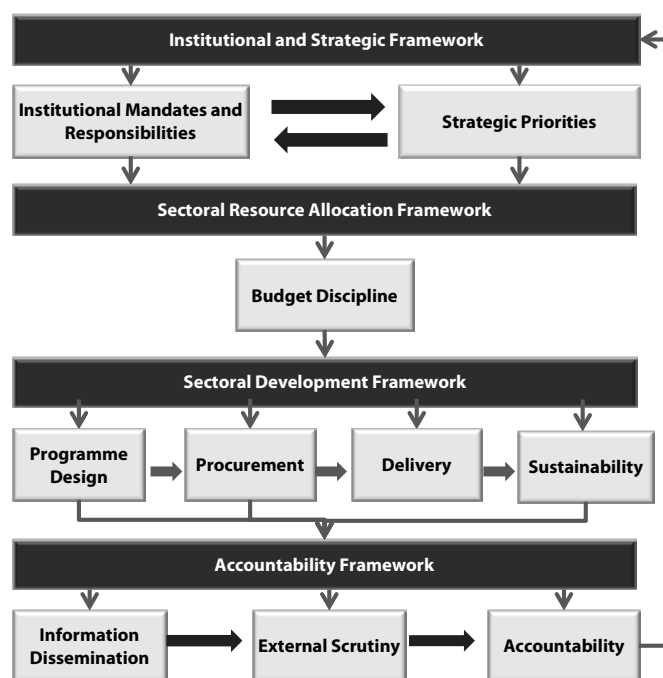 Institutional and Strategic Framework
Institutional Mandates and
Responsibilities
Strategic Priorities
Sectoral Resource Allocation Framework
Budget Discipline
Sectoral Development Framework
Programme
Design
Procurement
Delivery
Sustainability
Accountability Framework
Information
Dissemination
External Scrutiny
Accountability